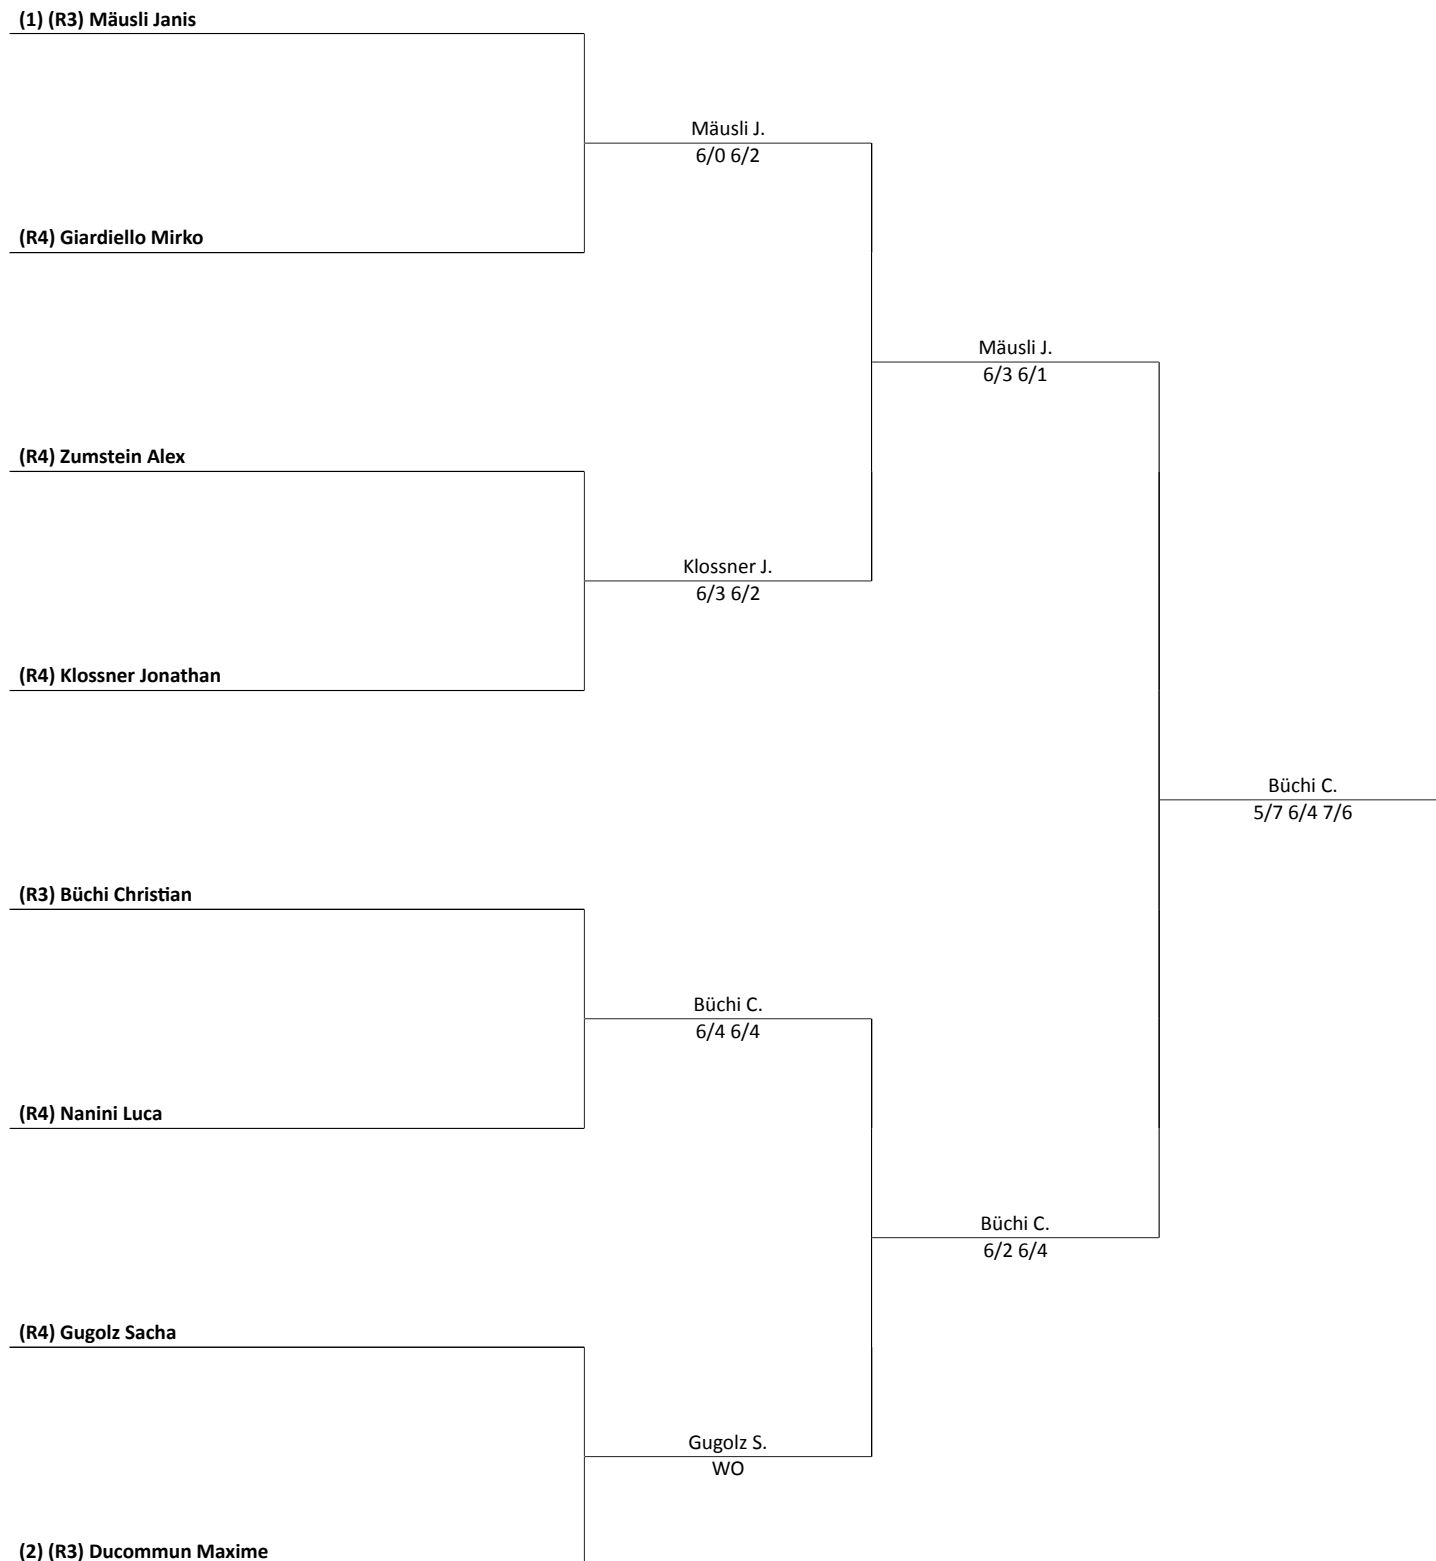 (1) (R3) Mäusli Janis
Mäusli J.
6/0 6/2
(R4) Giardiello Mirko
Mäusli J.
6/3 6/1
(R4) Zumstein Alex
Klossner J.
6/3 6/2
(R4) Klossner Jonathan
Büchi C.
5/7 6/4 7/6
(R3) Büchi Christian
Büchi C.
6/4 6/4
(R4) Nanini Luca
Büchi C.
6/2 6/4
(R4) Gugolz Sacha
Gugolz S.
WO
(2) (R3) Ducommun Maxime